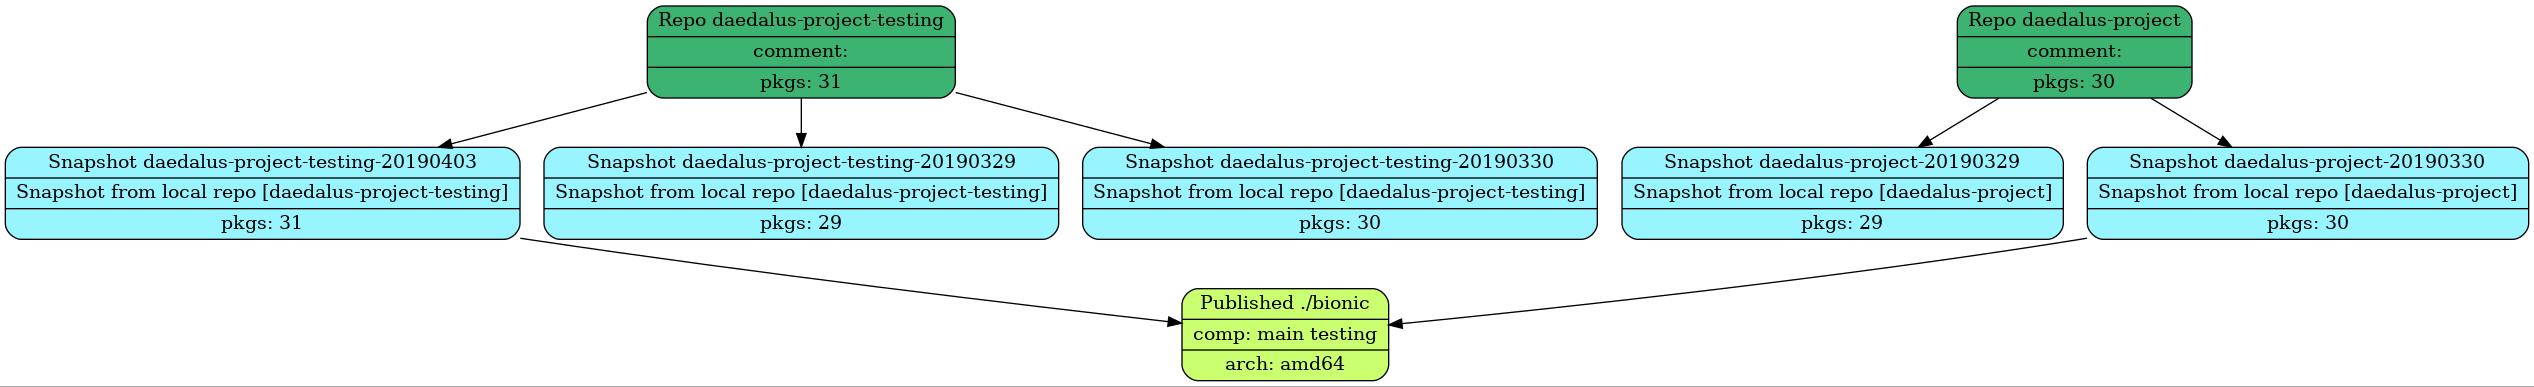 Repo daedalus-project-testing
comment:
pkgs: 31
Repo daedalus-project
comment:
pkgs: 30
Snapshot daedalus-project-testing-20190403
Snapshot from local repo [daedalus-project-testing]
pkgs: 31
Snapshot daedalus-project-testing-20190329
Snapshot from local repo [daedalus-project-testing]
pkgs: 29
Snapshot daedalus-project-testing-20190330
Snapshot from local repo [daedalus-project-testing]
pkgs: 30
Snapshot daedalus-project-20190329
Snapshot from local repo [daedalus-project]
pkgs: 29
Snapshot daedalus-project-20190330
Snapshot from local repo [daedalus-project]
pkgs: 30
Published ./bionic
comp: main testing
arch: amd64